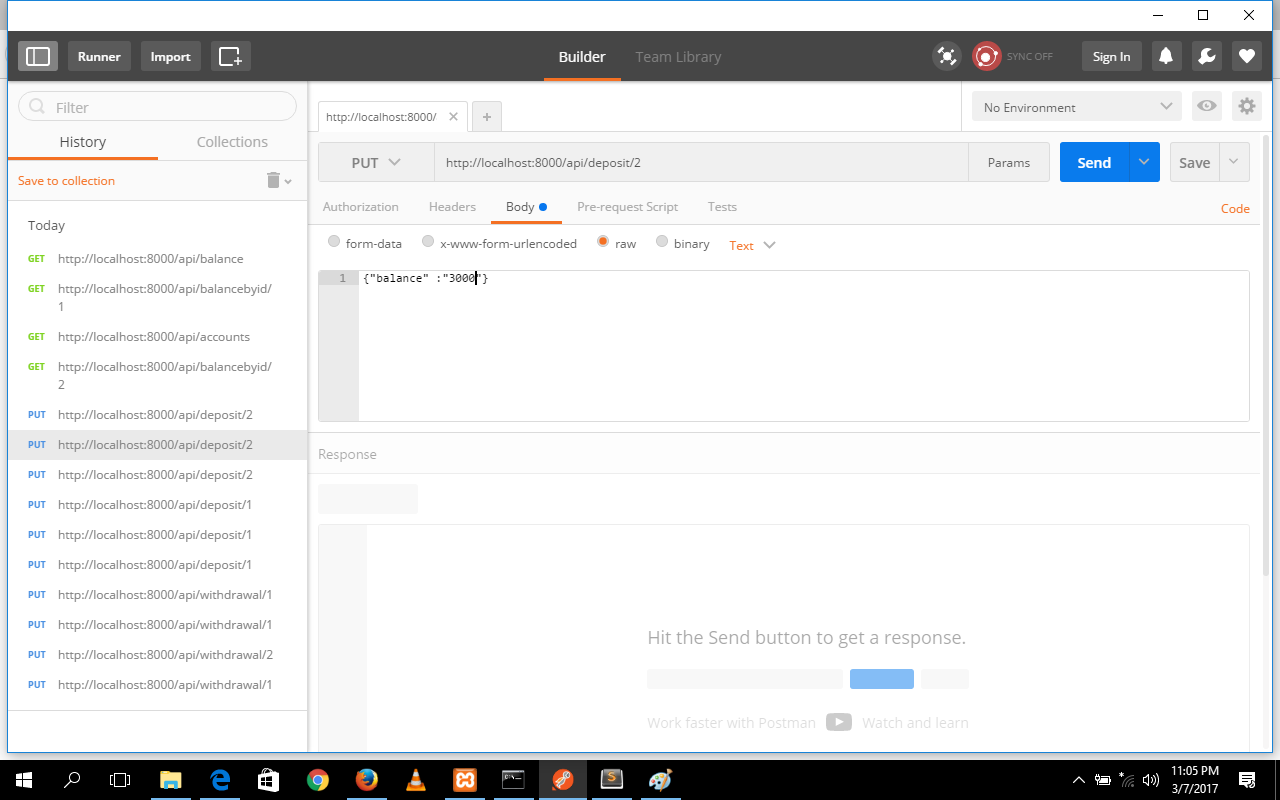 Runner Import Builder Team Library SYNC OFF Sign In
Filter
http://localhost:8000/ No Environment
History Collections
PUT http://localhost:8000/api/deposit/2 Params Send Save
Save to collection
Authorization Headers Body Pre-request Script Tests Code
Today
form-data x-www-form-urlencoded raw binary Text
GET http://localhost:8000/api/balance
1 {"balance" :"3000"}
GET http://localhost:8000/api/balancebyid/
1
GET http://localhost:8000/api/accounts
GET http://localhost:8000/api/balancebyid/
2
PUT http://localhost:8000/api/deposit/2
PUT http://localhost:8000/api/deposit/2
PUT http://localhost:8000/api/deposit/2
PUT http://localhost:8000/api/deposit/1
PUT http://localhost:8000/api/deposit/1
PUT http://localhost:8000/api/deposit/1
PUT http://localhost:8000/api/withdrawal/1
PUT http://localhost:8000/api/withdrawal/1
PUT http://localhost:8000/api/withdrawal/2
PUT http://localhost:8000/api/withdrawal/1
Response
Hit the Send button to get a response.
Work faster with Postman Watch and learn
11:05 PM
3/7/2017